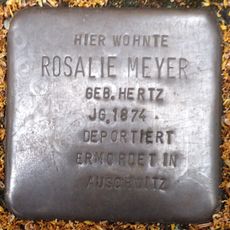 HIER WOHNTE
ROSALIE MEYER
GEB. HERTZ
JG. 1874
DEPORTIERT
ERMORDET IN
AUSCHWITZ